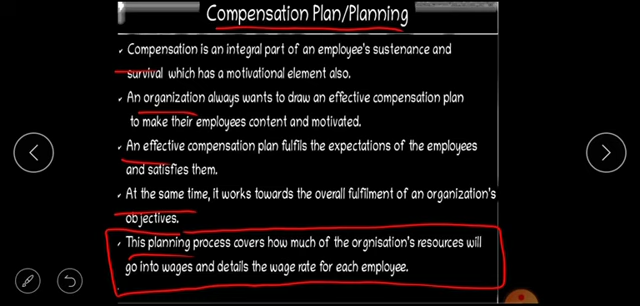 Compensation Plan/Planning
✓ Compensation is an integral part of an employee's sustenance and
survival which has a motivational element also.
✓ An organization always wants to draw an effective compensation plan
to make their employees content and motivated.
✓ An effective compensation plan fulfils the expectations of the employees
and satisfies them.
✓ At the same time, it works towards the overall fulfilment of an organization's
objectives.
✓ This planning process covers how much of the orgnisation's resources will
go into wages and details the wage rate for each employee.